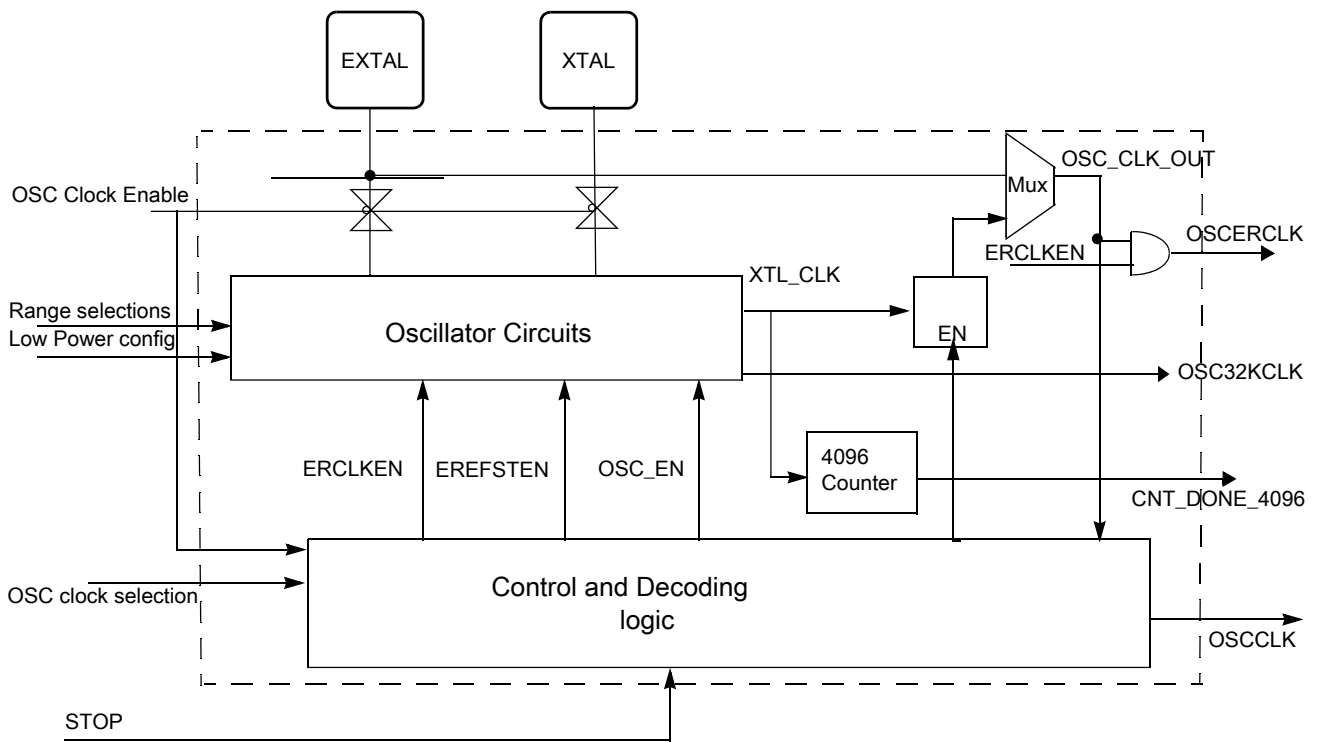 EXTAL
XTAL
OSC_CLK_OUT
Mux
OSC Clock Enable
OSCERCLK
ERCLKEN
XTL_CLK
Range selections
Oscillator Circuits
EN
Low Power config
OSC32KCLK
ERCLKEN
EREFSTEN
OSC_EN
4096
Counter
CNT_DONE_4096
Control and Decoding
logic
OSC clock selection
OSCCLK
STOP